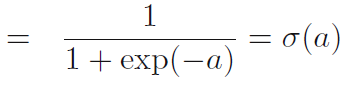 = 1 / (1 + exp(−a)) = σ(a)